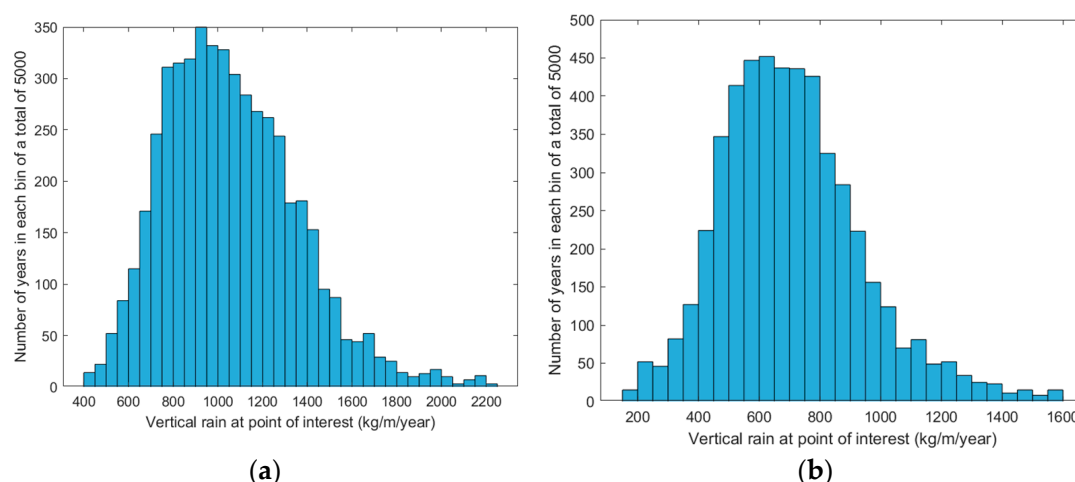 350
300
250
200
150
100
50
0
Number of years in each bin of a total of 5000
400 600 800 1000 1200 1400 1600 1800 2000 2200
Vertical rain at point of interest (kg/m/year)
(a)
500
450
400
350
300
250
200
150
100
50
0
Number of years in each bin of a total of 5000
200 400 600 800 1000 1200 1400 1600
Vertical rain at point of interest (kg/m/year)
(b)